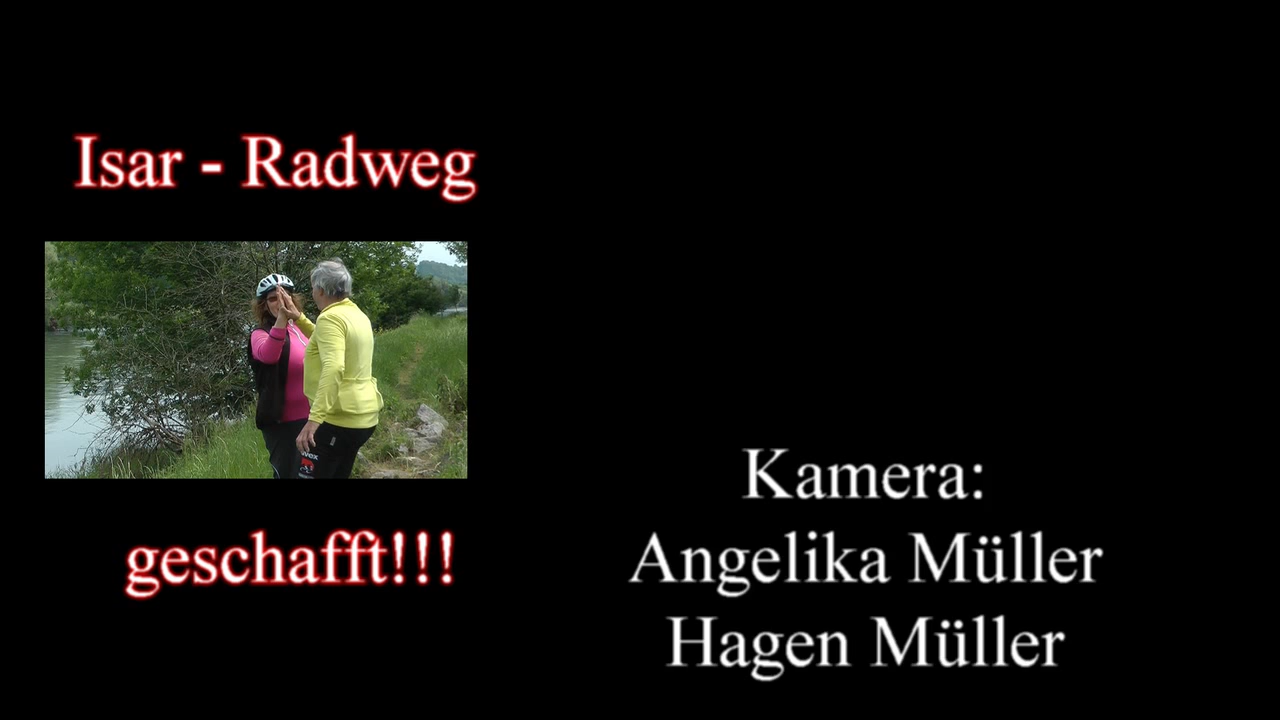 Isar - Radweg
geschafft!!!
Kamera:
Angelika Müller
Hagen Müller